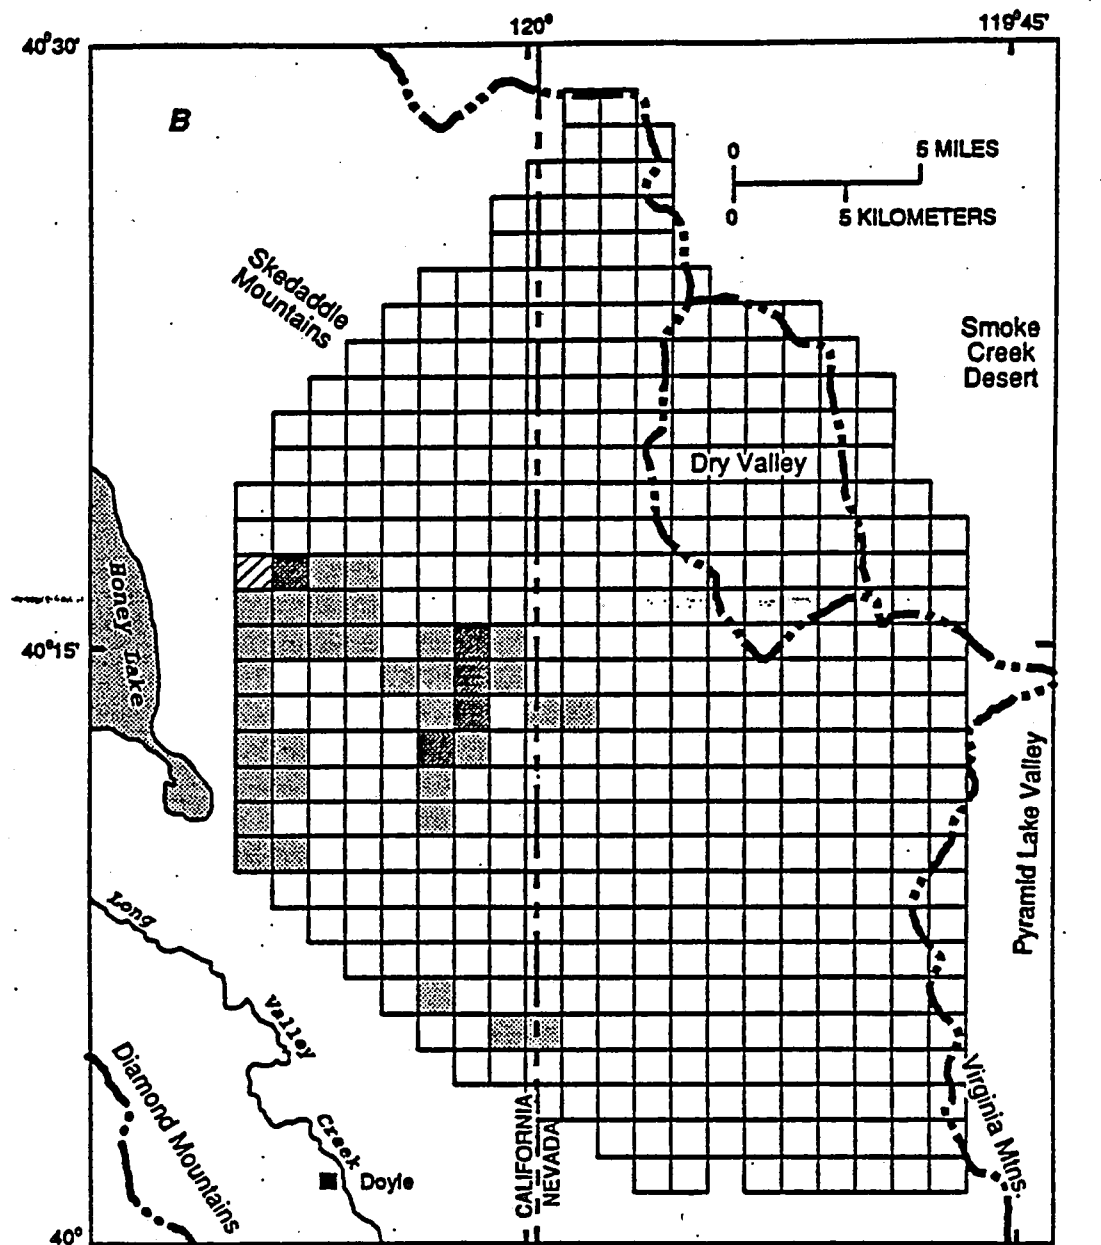 120°
119°45'
40°30'
B
0 5 MILES
0 5 KILOMETERS
Skedaddle
Mountains
Smoke
Creek
Desert
Dry Valley
Honey Lake
40°15'
Pyramid Lake Valley
Long
Valley
Creek
Diamond Mountains
Virginia Mtns.
CALIFORNIA
NEVADA
Doyle
40°